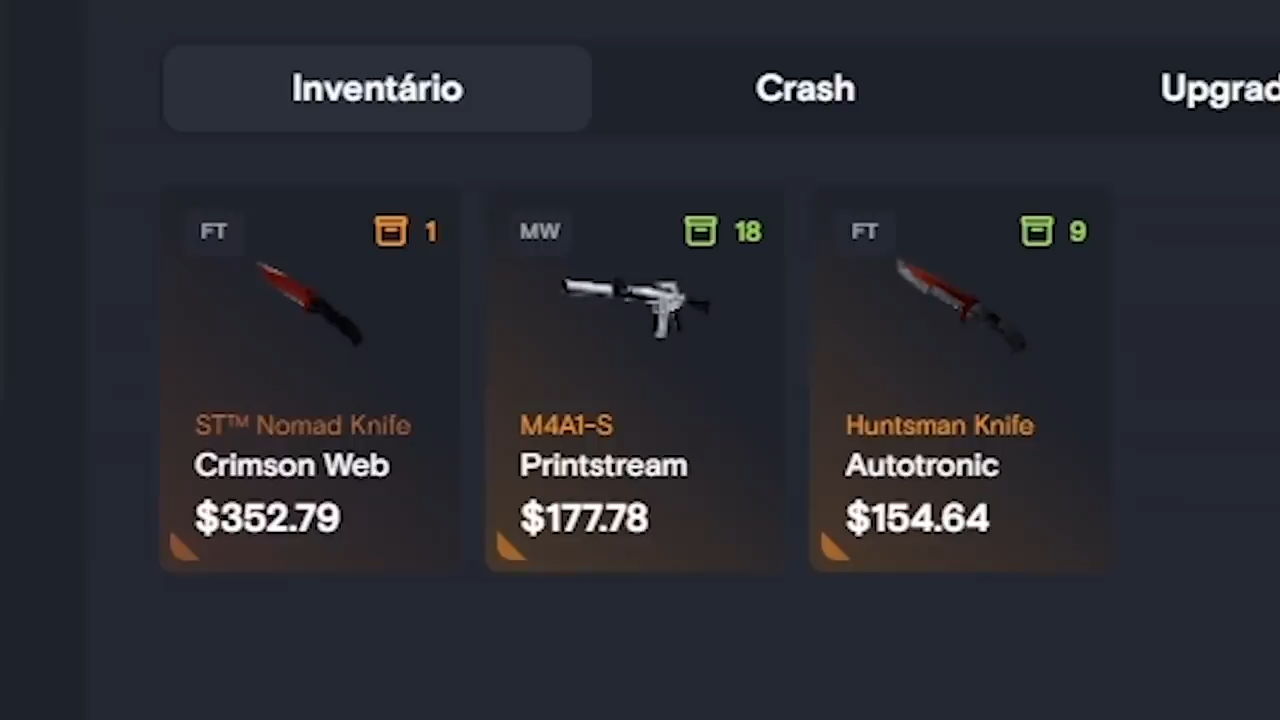 Inventário
Crash
Upgrad
FT
1
MW
18
FT
9
ST™ Nomad Knife
Crimson Web
$352.79
M4A1-S
Printstream
$177.78
Huntsman Knife
Autotronic
$154.64